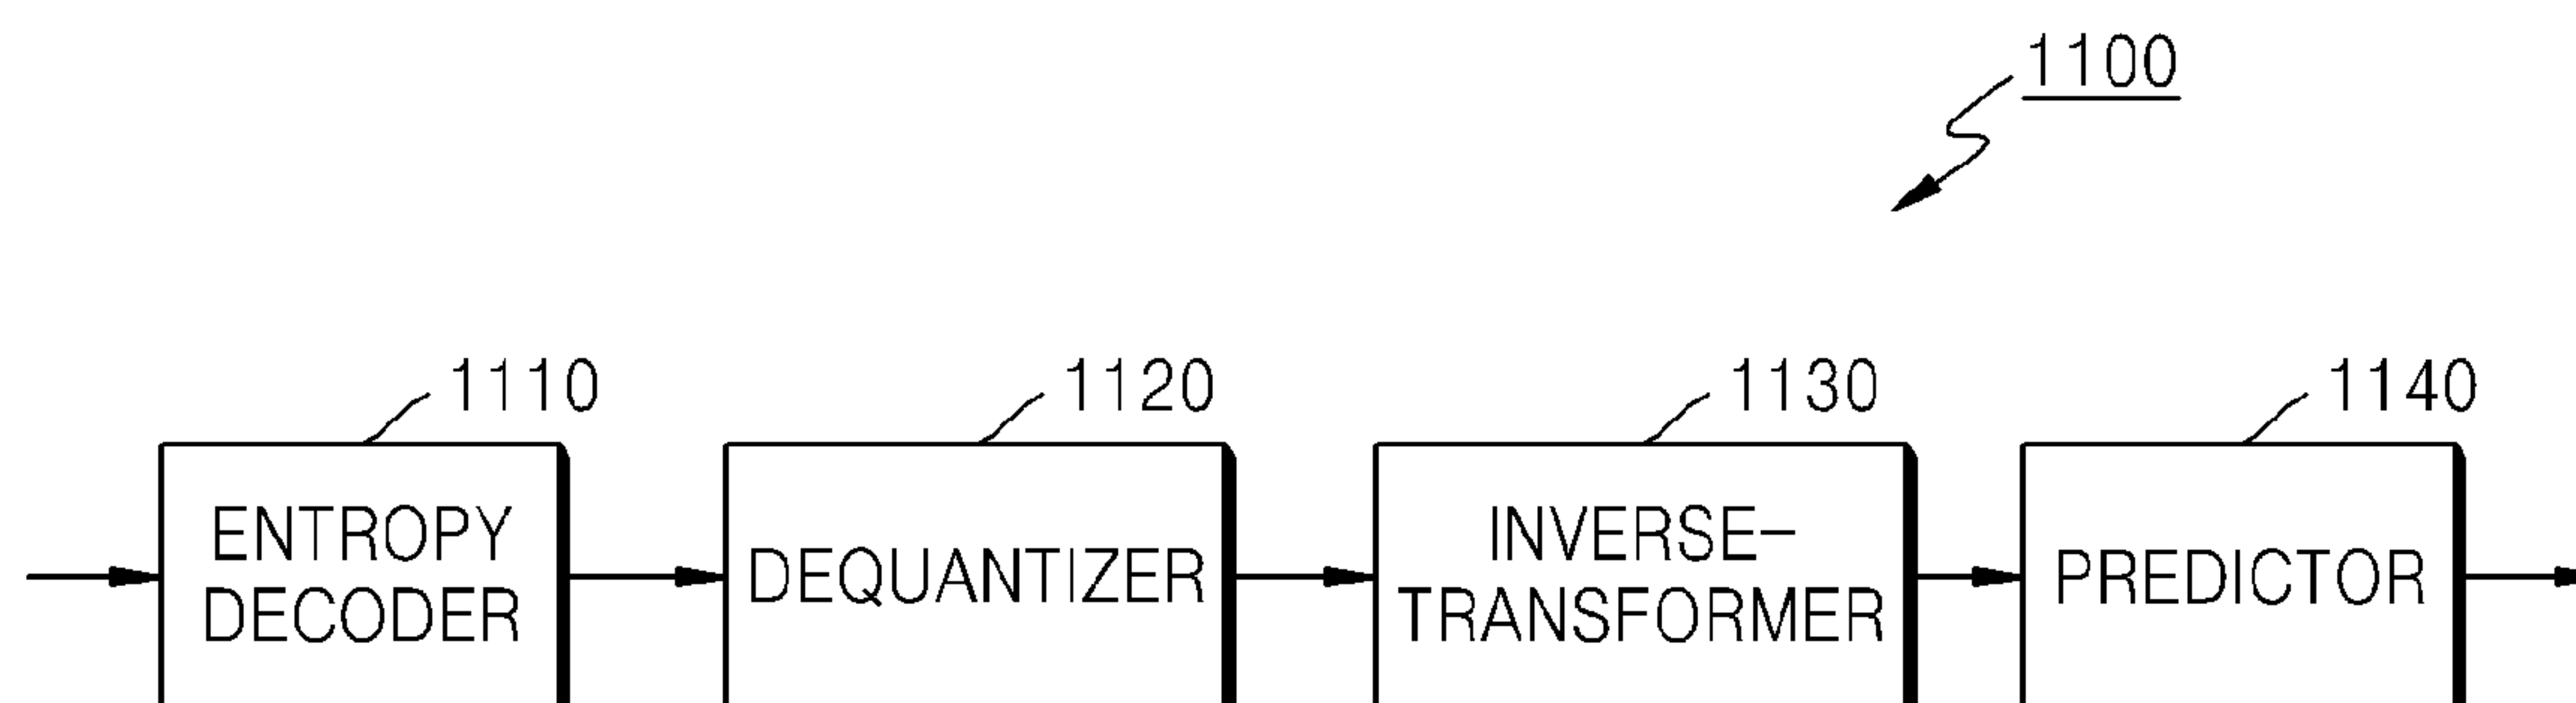 1100
1110
1120
1130
1140
ENTROPY
DECODER
DEQUANTIZER
INVERSE-
TRANSFORMER
PREDICTOR